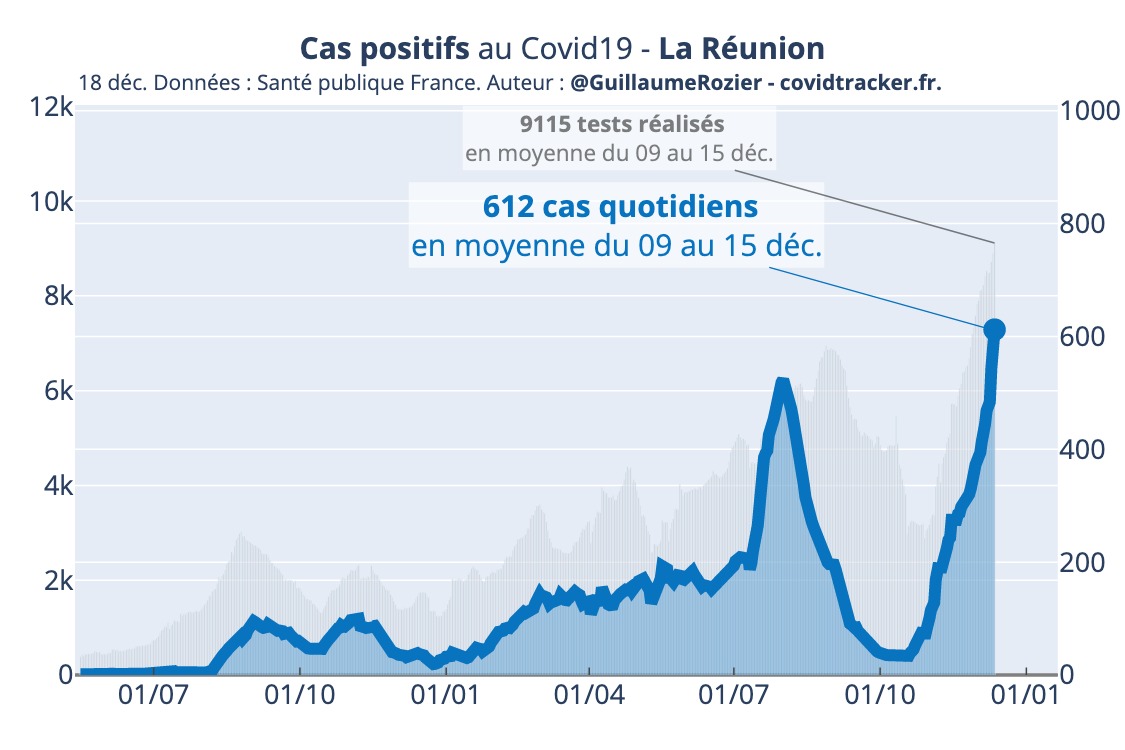 Cas positifs au Covid19 - La Réunion
18 déc. Données : Santé publique France. Auteur : @GuillaumeRozier - covidtracker.fr.
12k
1000
9115 tests réalisés
en moyenne du 09 au 15 déc.
10k
800
612 cas quotidiens
en moyenne du 09 au 15 déc.
8k
600
6k
400
4k
200
2k
0
0
01/07
01/10
01/01
01/04
01/07
01/10
01/01